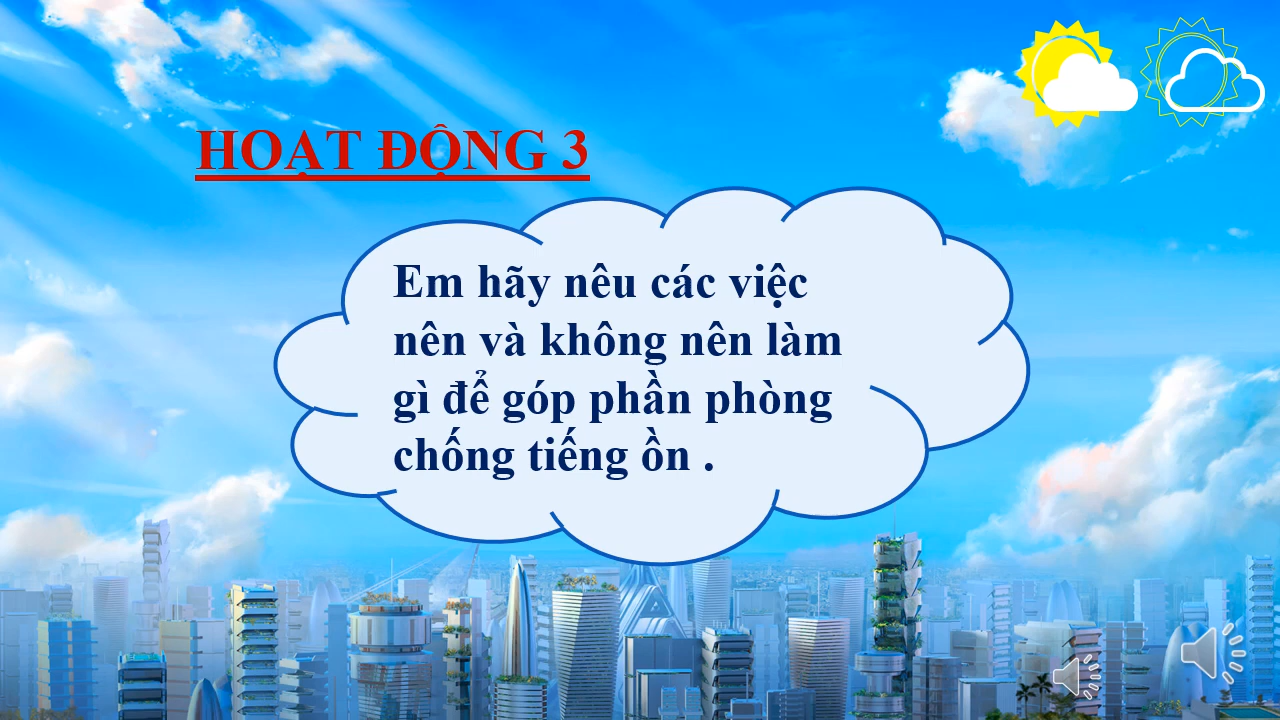 HOẠT ĐỘNG 3
Em hãy nêu các việc
nên và không nên làm
gì để góp phần phòng
chống tiếng ồn .